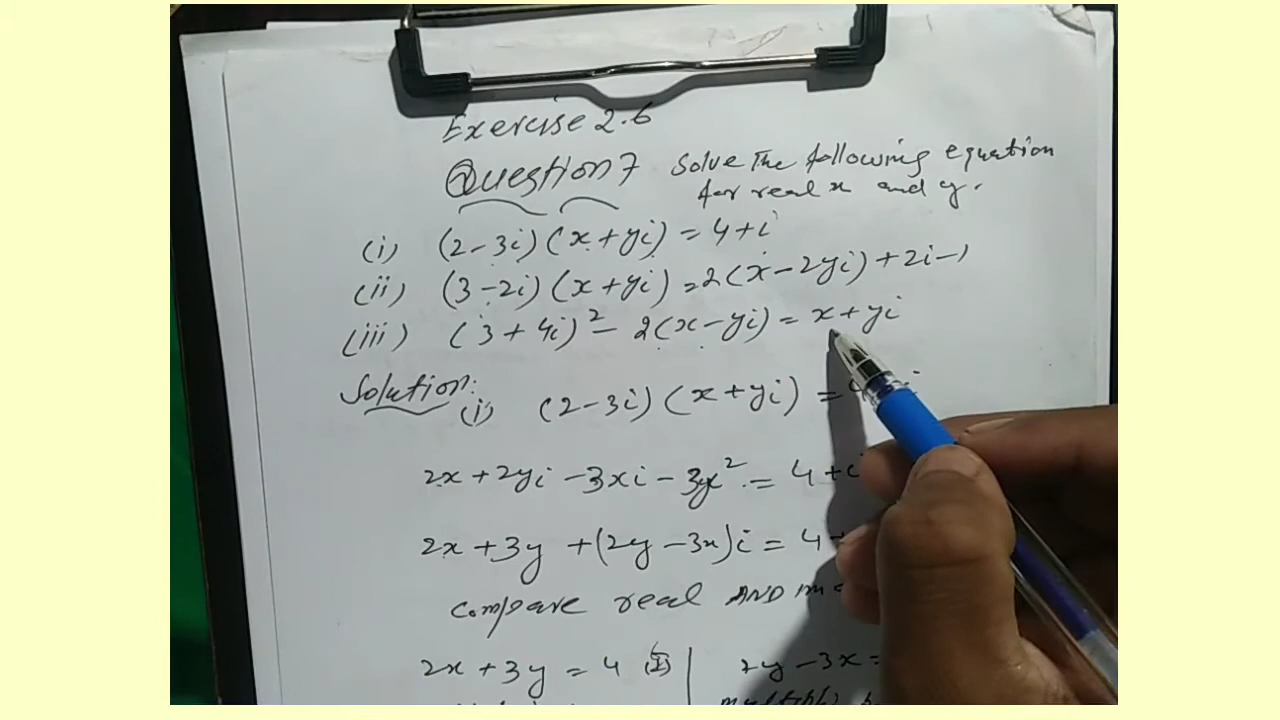 Exercise 2.6
Question 7 Solve The following equation
for real x and y.
(i) (2-3i)(x+yi) = 4+i
(ii) (3-2i)(x+yi) = 2(x-2yi)+2i-1
(iii) (3+4i)² - 2(x-yi) = x+yi
Solution:
(i) (2-3i)(x+yi) =
2x+2yi-3xi-3yi² = 4+i
2x+3y+(2y-3x)i = 4+
Compare real AND
2x+3y = 4 (I) | 2y-3x =